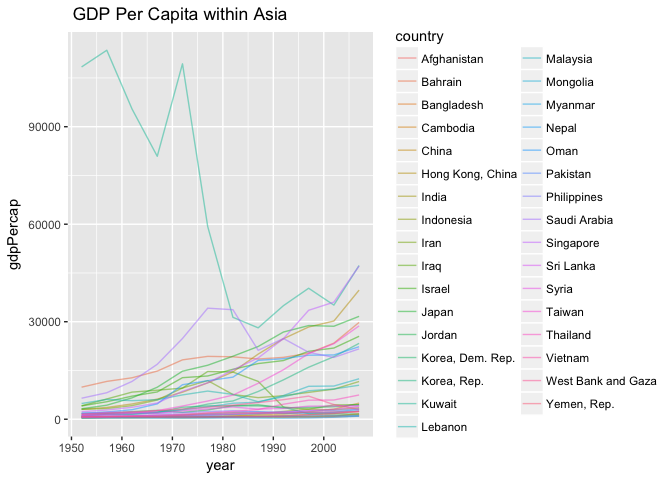 GDP Per Capita within Asia
gdpPercap
90000
60000
30000
0
1950 1960 1970 1980 1990 2000
year
country
Afghanistan
Bahrain
Bangladesh
Cambodia
China
Hong Kong, China
India
Indonesia
Iran
Iraq
Israel
Japan
Jordan
Korea, Dem. Rep.
Korea, Rep.
Kuwait
Lebanon
Malaysia
Mongolia
Myanmar
Nepal
Oman
Pakistan
Philippines
Saudi Arabia
Singapore
Sri Lanka
Syria
Taiwan
Thailand
Vietnam
West Bank and Gaza
Yemen, Rep.